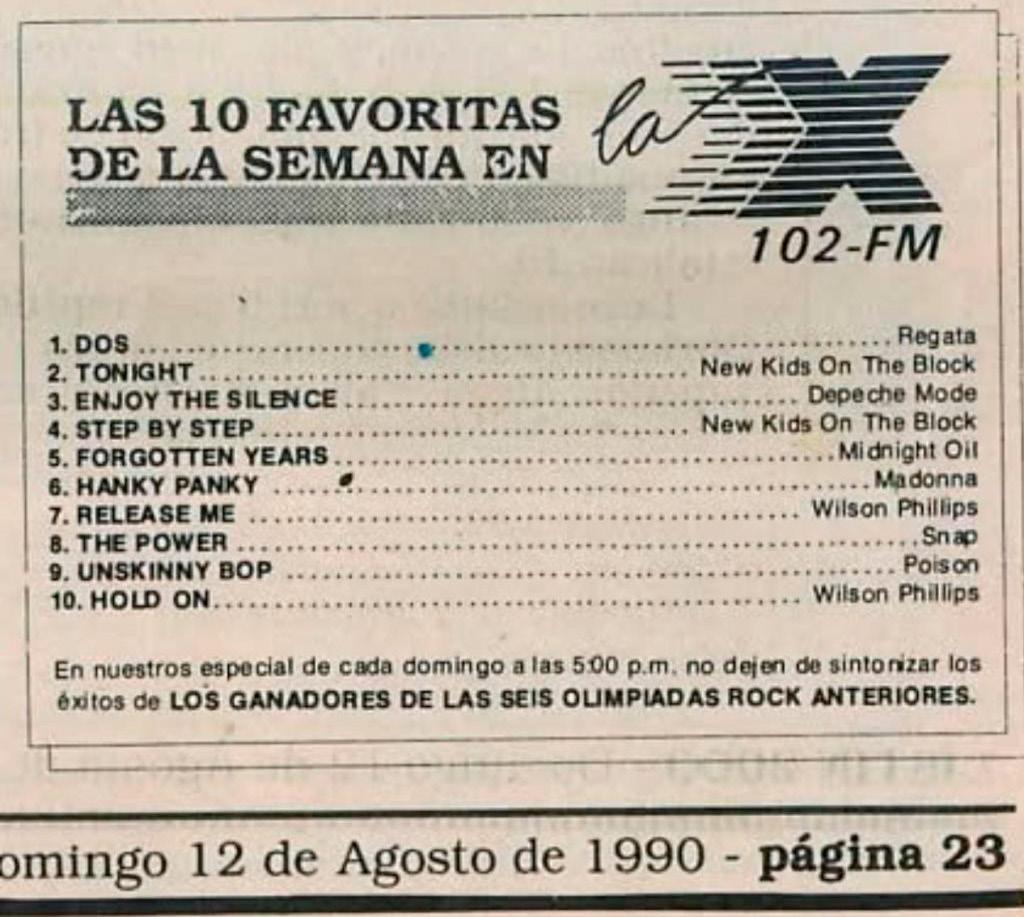 LAS 10 FAVORITAS
DE LA SEMANA EN
la X
102-FM
1. DOS ........ Regata
2. TONIGHT ........ New Kids On The Block
3. ENJOY THE SILENCE ........ Depeche Mode
4. STEP BY STEP ........ New Kids On The Block
5. FORGOTTEN YEARS ........ Midnight Oil
6. HANKY PANKY ........ Madonna
7. RELEASE ME ........ Wilson Phillips
8. THE POWER ........ Snap
9. UNSKINNY BOP ........ Poison
10. HOLD ON ........ Wilson Phillips
En nuestros especial de cada domingo a las 5:00 p.m. no dejen de sintonizar los
éxitos de LOS GANADORES DE LAS SEIS OLIMPIADAS ROCK ANTERIORES.
omingo 12 de Agosto de 1990 - página 23